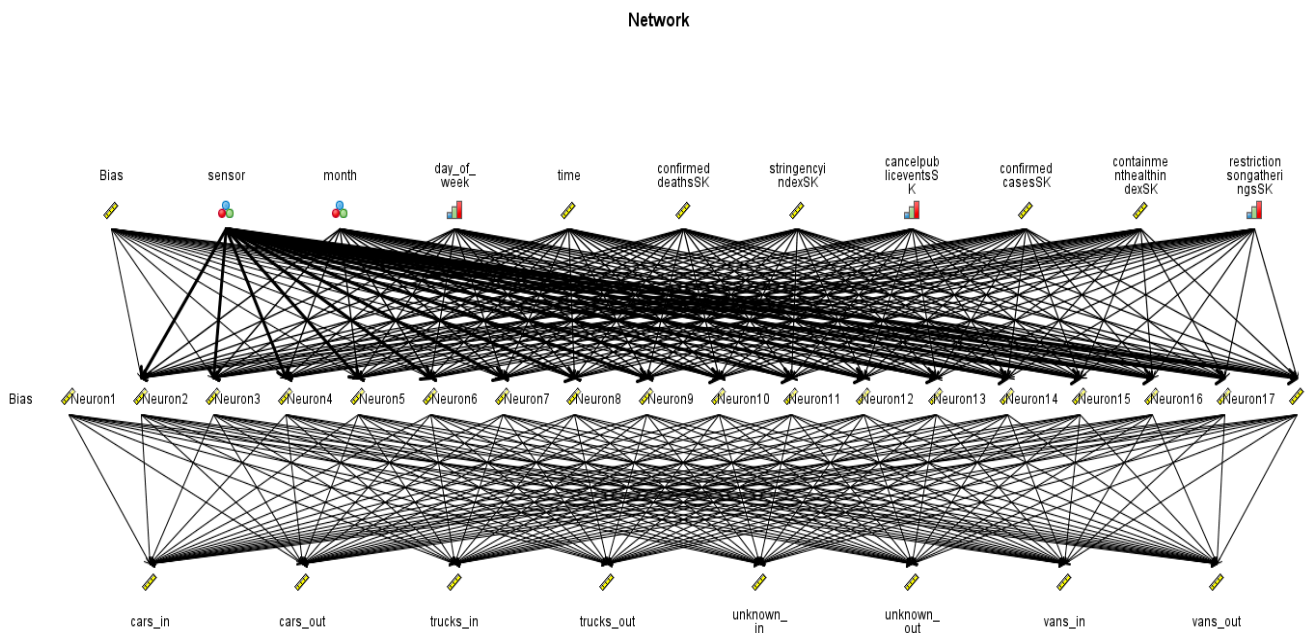 Network
Bias
sensor
month
day_of_
week
time
confirmed
deathsSK
stringencyi
ndexSK
cancelpub
liceventsS
K
confirmed
casesSK
containme
nthealthin
dexSK
restriction
songatheri
ngsSK
Bias Neuron1 Neuron2 Neuron3 Neuron4 Neuron5 Neuron6 Neuron7 Neuron8 Neuron9 Neuron10 Neuron11 Neuron12 Neuron13 Neuron14 Neuron15 Neuron16 Neuron17
cars_in
cars_out
trucks_in
trucks_out
unknown_
in
unknown_
out
vans_in
vans_out